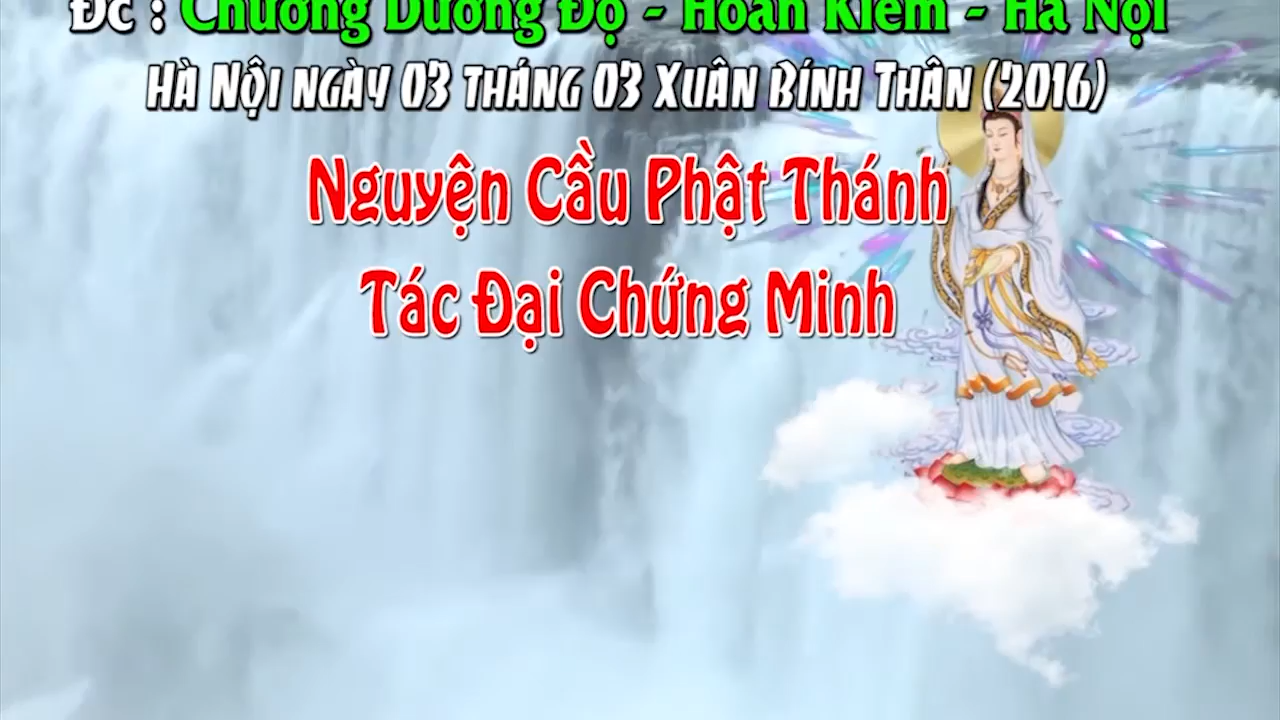 Đc : Chương Dương Độ - Hoàn Kiếm - Hà Nội
Hà Nội ngày 03 tháng 03 Xuân Bính Thân (2016)
Nguyện Cầu Phật Thánh
Tác Đại Chứng Minh